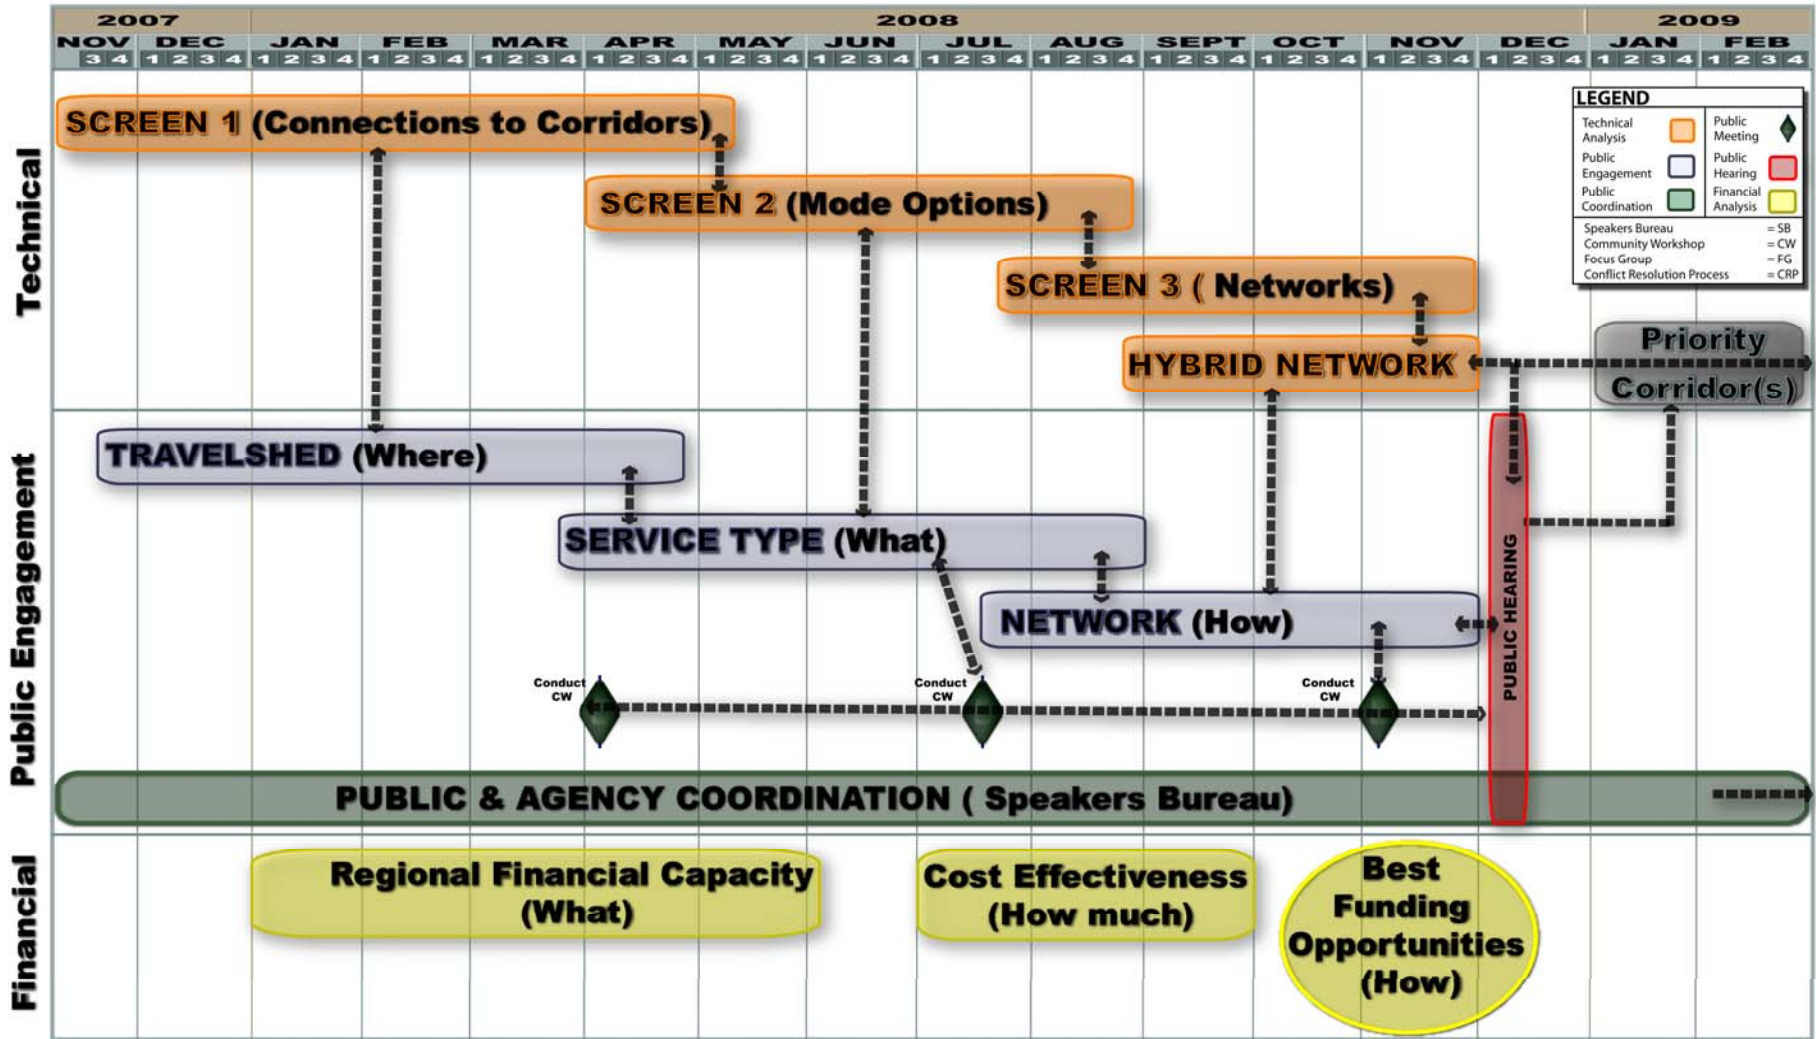 2007 2008 2009
NOV DEC JAN FEB MAR APR MAY JUN JUL AUG SEPT OCT NOV DEC JAN FEB
3 4 1 2 3 4 1 2 3 4 1 2 3 4 1 2 3 4 1 2 3 4 1 2 3 4 1 2 3 4 1 2 3 4 1 2 3 4 1 2 3 4 1 2 3 4 1 2 3 4 1 2 3 4 1 2 3 4 1 2 3 4
Technical
SCREEN 1 (Connections to Corridors)
SCREEN 2 (Mode Options)
SCREEN 3 ( Networks)
HYBRID NETWORK
Priority
Corridor(s)
LEGEND
Technical
Analysis
Public
Meeting
Public
Engagement
Public
Hearing
Public
Coordination
Financial
Analysis
Speakers Bureau = SB
Community Workshop = CW
Focus Group = FG
Conflict Resolution Process = CRP
Public Engagement
TRAVELSHED (Where)
SERVICE TYPE (What)
NETWORK (How)
PUBLIC HEARING
Conduct
CW
Conduct
CW
Conduct
CW
PUBLIC & AGENCY COORDINATION ( Speakers Bureau)
Financial
Regional Financial Capacity
(What)
Cost Effectiveness
(How much)
Best
Funding
Opportunities
(How)